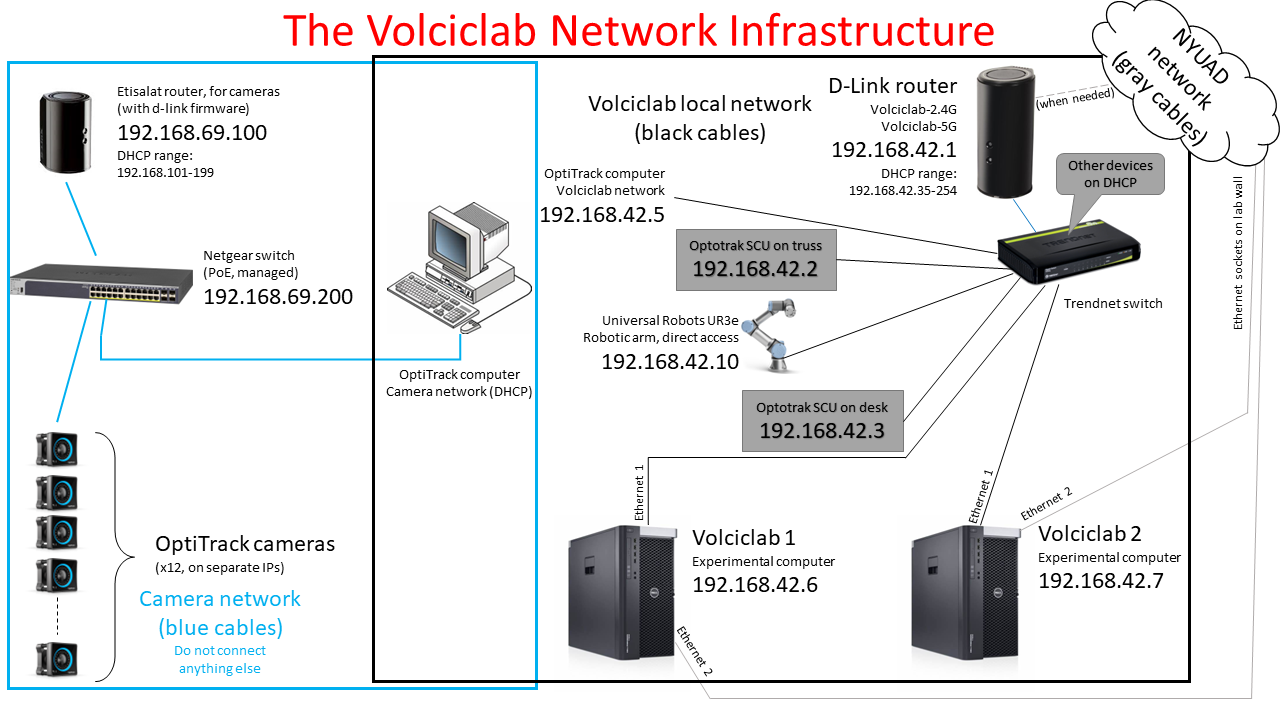 The Volciclab Network Infrastructure
Etisalat router, for cameras
(with d-link firmware)
192.168.69.100
DHCP range:
192.168.101-199
Netgear switch
(PoE, managed)
192.168.69.200
OptiTrack computer
Camera network (DHCP)
OptiTrack cameras
(x12, on separate IPs)
Camera network
(blue cables)
Do not connect
anything else
Volciclab local network
(black cables)
D-Link router
Volciclab-2.4G
Volciclab-5G
192.168.42.1
DHCP range:
192.168.42.35-254
(when needed)
NYUAD
network
(gray cables)
Other devices
on DHCP
TRENDNET
Trendnet switch
Ethernet sockets on lab wall
OptiTrack computer
Volciclab network
192.168.42.5
Optotrak SCU on truss
192.168.42.2
Universal Robots UR3e
Robotic arm, direct access
192.168.42.10
Optotrak SCU on desk
192.168.42.3
Ethernet 1
Volciclab 1
Experimental computer
192.168.42.6
Ethernet 2
Ethernet 1
Ethernet 2
Volciclab 2
Experimental computer
192.168.42.7